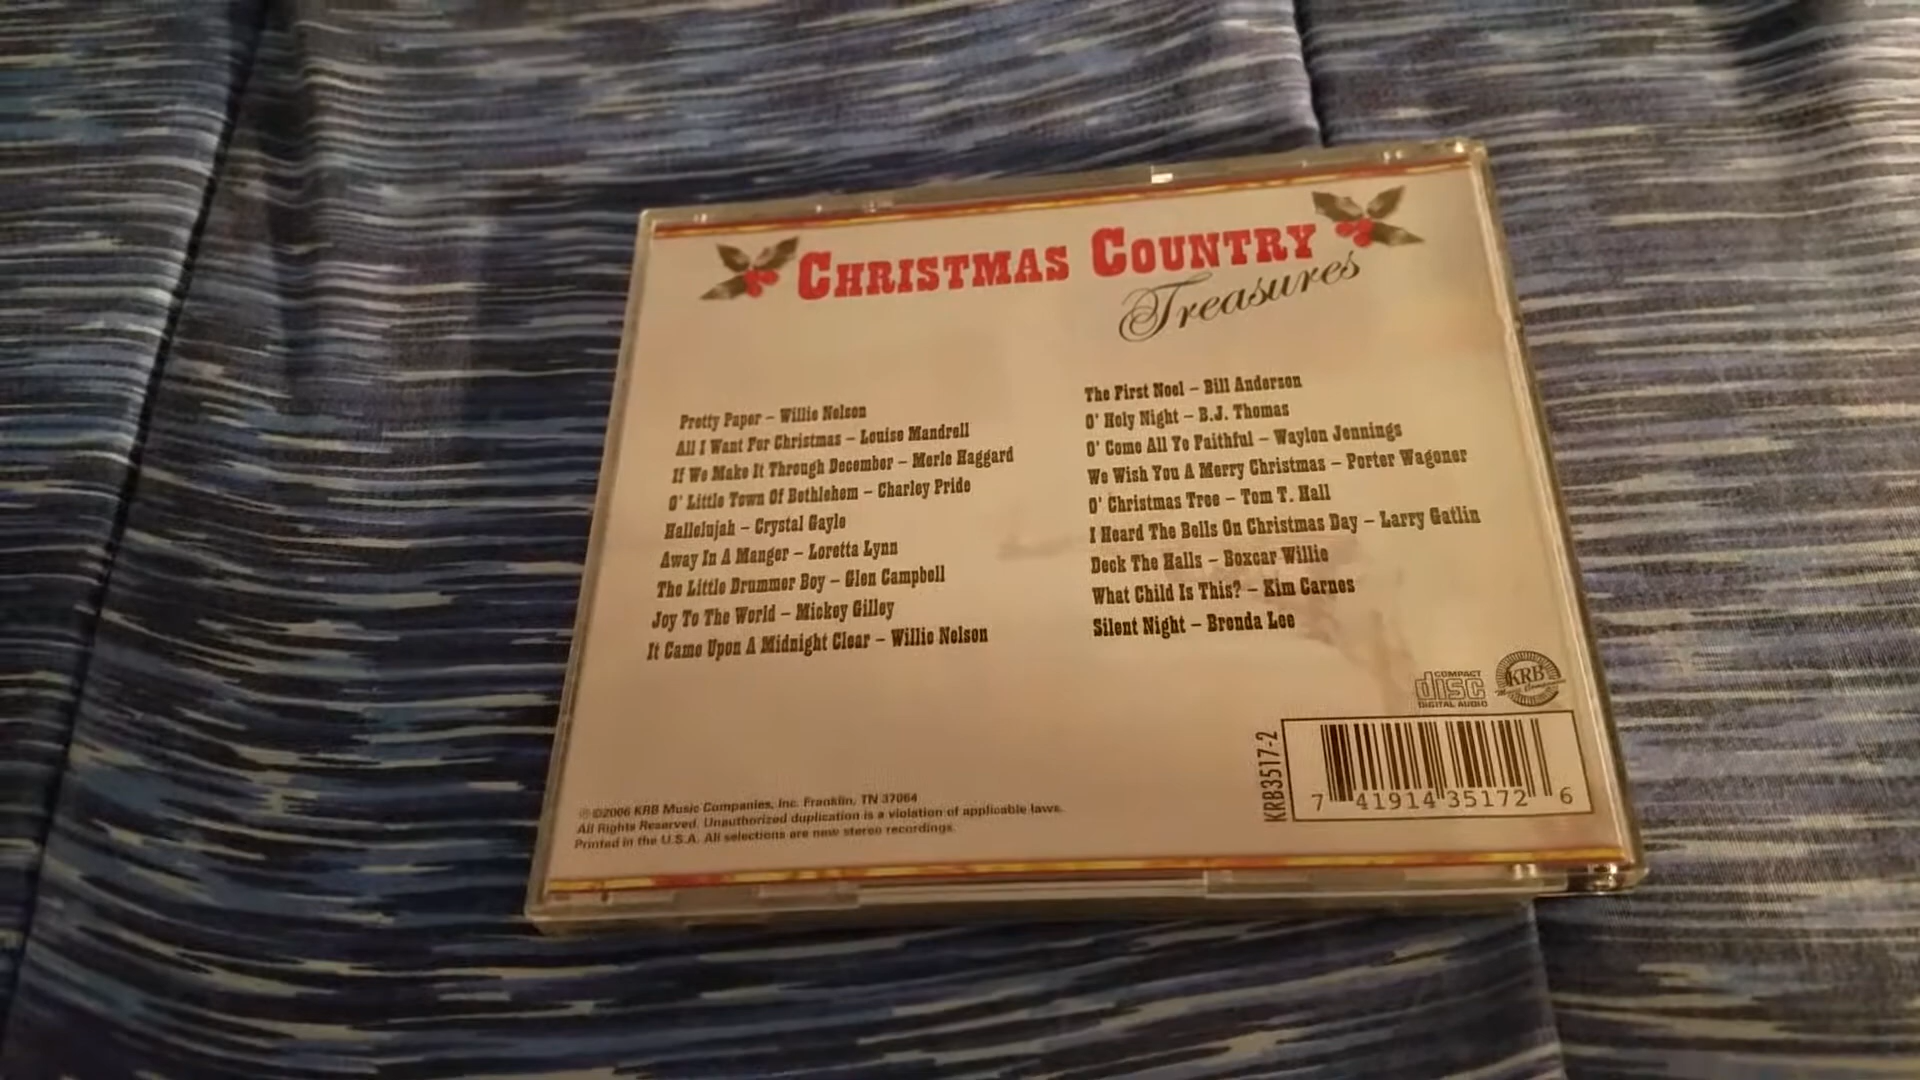 Christmas Country
Treasures
Pretty Paper – Willie Nelson
All I Want For Christmas – Louise Mandrell
If We Make It Through December – Merle Haggard
O' Little Town Of Bethlehem – Charley Pride
Hallelujah – Crystal Gayle
Away In A Manger – Loretta Lynn
The Little Drummer Boy – Glen Campbell
Joy To The World – Mickey Gilley
It Came Upon A Midnight Clear – Willie Nelson
The First Noel – Bill Anderson
O' Holy Night – B.J. Thomas
O' Come All Ye Faithful – Waylon Jennings
We Wish You A Merry Christmas – Porter Wagoner
O' Christmas Tree – Tom T. Hall
I Heard The Bells On Christmas Day – Larry Gatlin
Deck The Halls – Boxcar Willie
What Child Is This? – Kim Carnes
Silent Night – Brenda Lee
COMPACT
disc
DIGITAL AUDIO
KRB
KRB3517-2
7 41914 35172 6
℗ ©2006 KRB Music Companies, Inc. Franklin, TN 37064
All Rights Reserved. Unauthorized duplication is a violation of applicable laws.
Printed in the U.S.A. All selections are new stereo recordings.